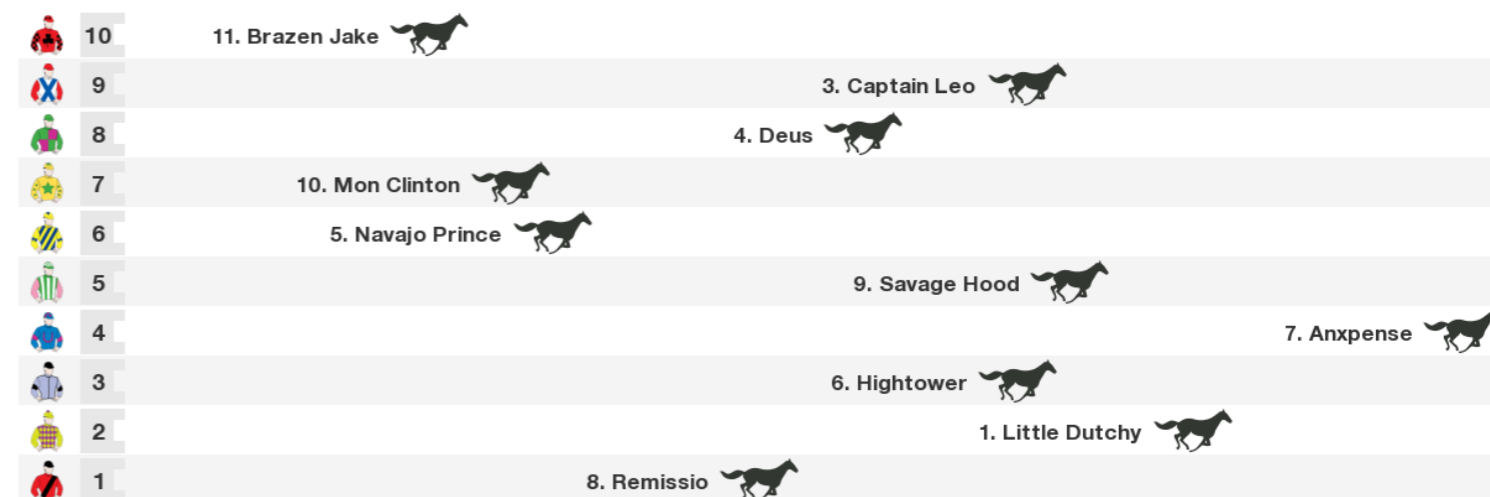 10 11. Brazen Jake
9 3. Captain Leo
8 4. Deus
7 10. Mon Clinton
6 5. Navajo Prince
5 9. Savage Hood
4 7. Anxpense
3 6. Hightower
2 1. Little Dutchy
1 8. Remissio